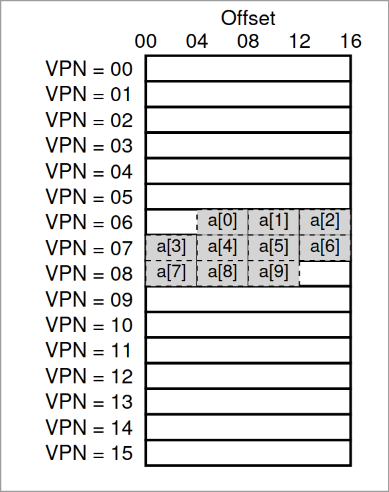 Offset
00 04 08 12 16
VPN = 00
VPN = 01
VPN = 02
VPN = 03
VPN = 04
VPN = 05
VPN = 06 a[0] a[1] a[2]
VPN = 07 a[3] a[4] a[5] a[6]
VPN = 08 a[7] a[8] a[9]
VPN = 09
VPN = 10
VPN = 11
VPN = 12
VPN = 13
VPN = 14
VPN = 15